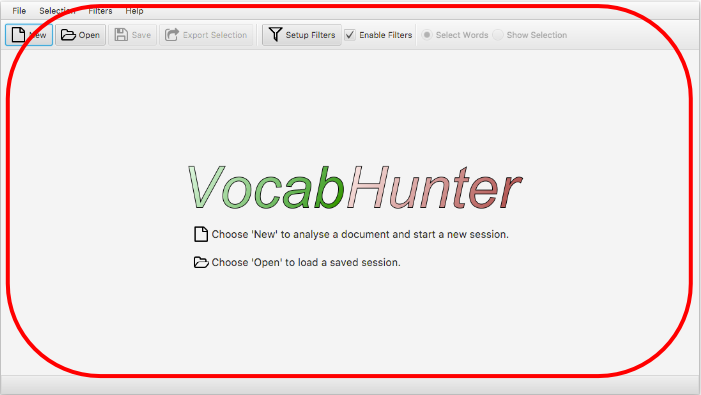 File Selection Filters Help
New Open Save Export Selection Setup Filters Enable Filters Select Words Show Selection
VocabHunter
Choose 'New' to analyse a document and start a new session.
Choose 'Open' to load a saved session.